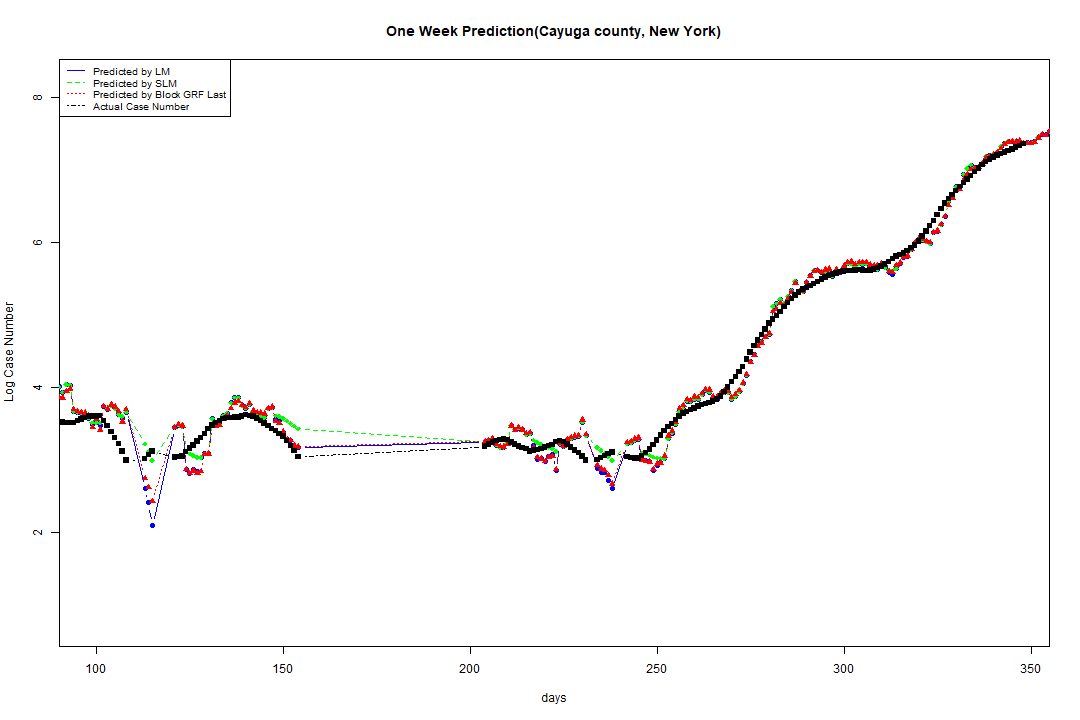 One Week Prediction(Cayuga county, New York)
Predicted by LM
Predicted by SLM
Predicted by Block GRF Last
Actual Case Number
8
6
4
2
Log Case Number
100 150 200 250 300 350
days